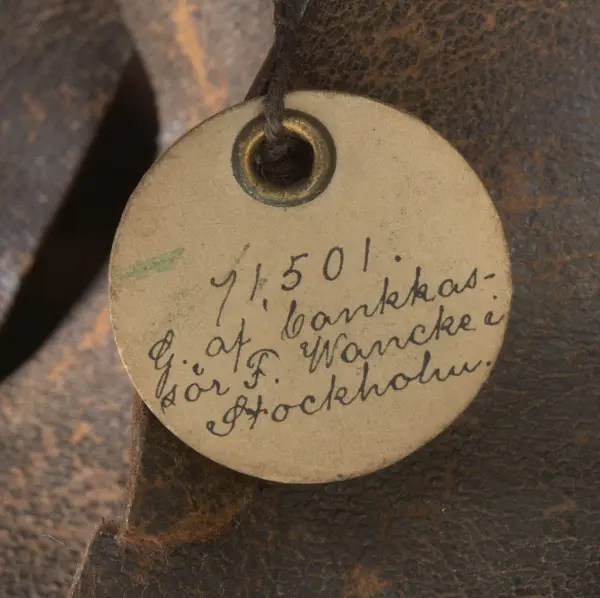 71,501.
G. af bankkas-
sör F. Wancke i
Stockholm.